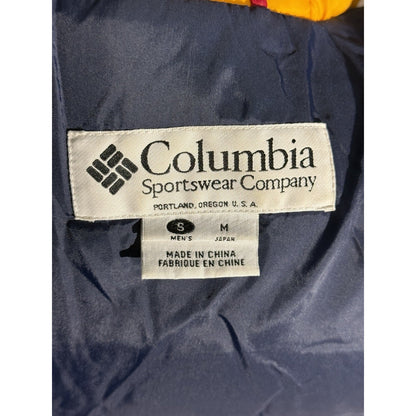 Columbia
Sportswear Company
PORTLAND, OREGON U. S. A.
S M
MEN'S JAPAN
MADE IN CHINA
FABRIQUE EN CHINE